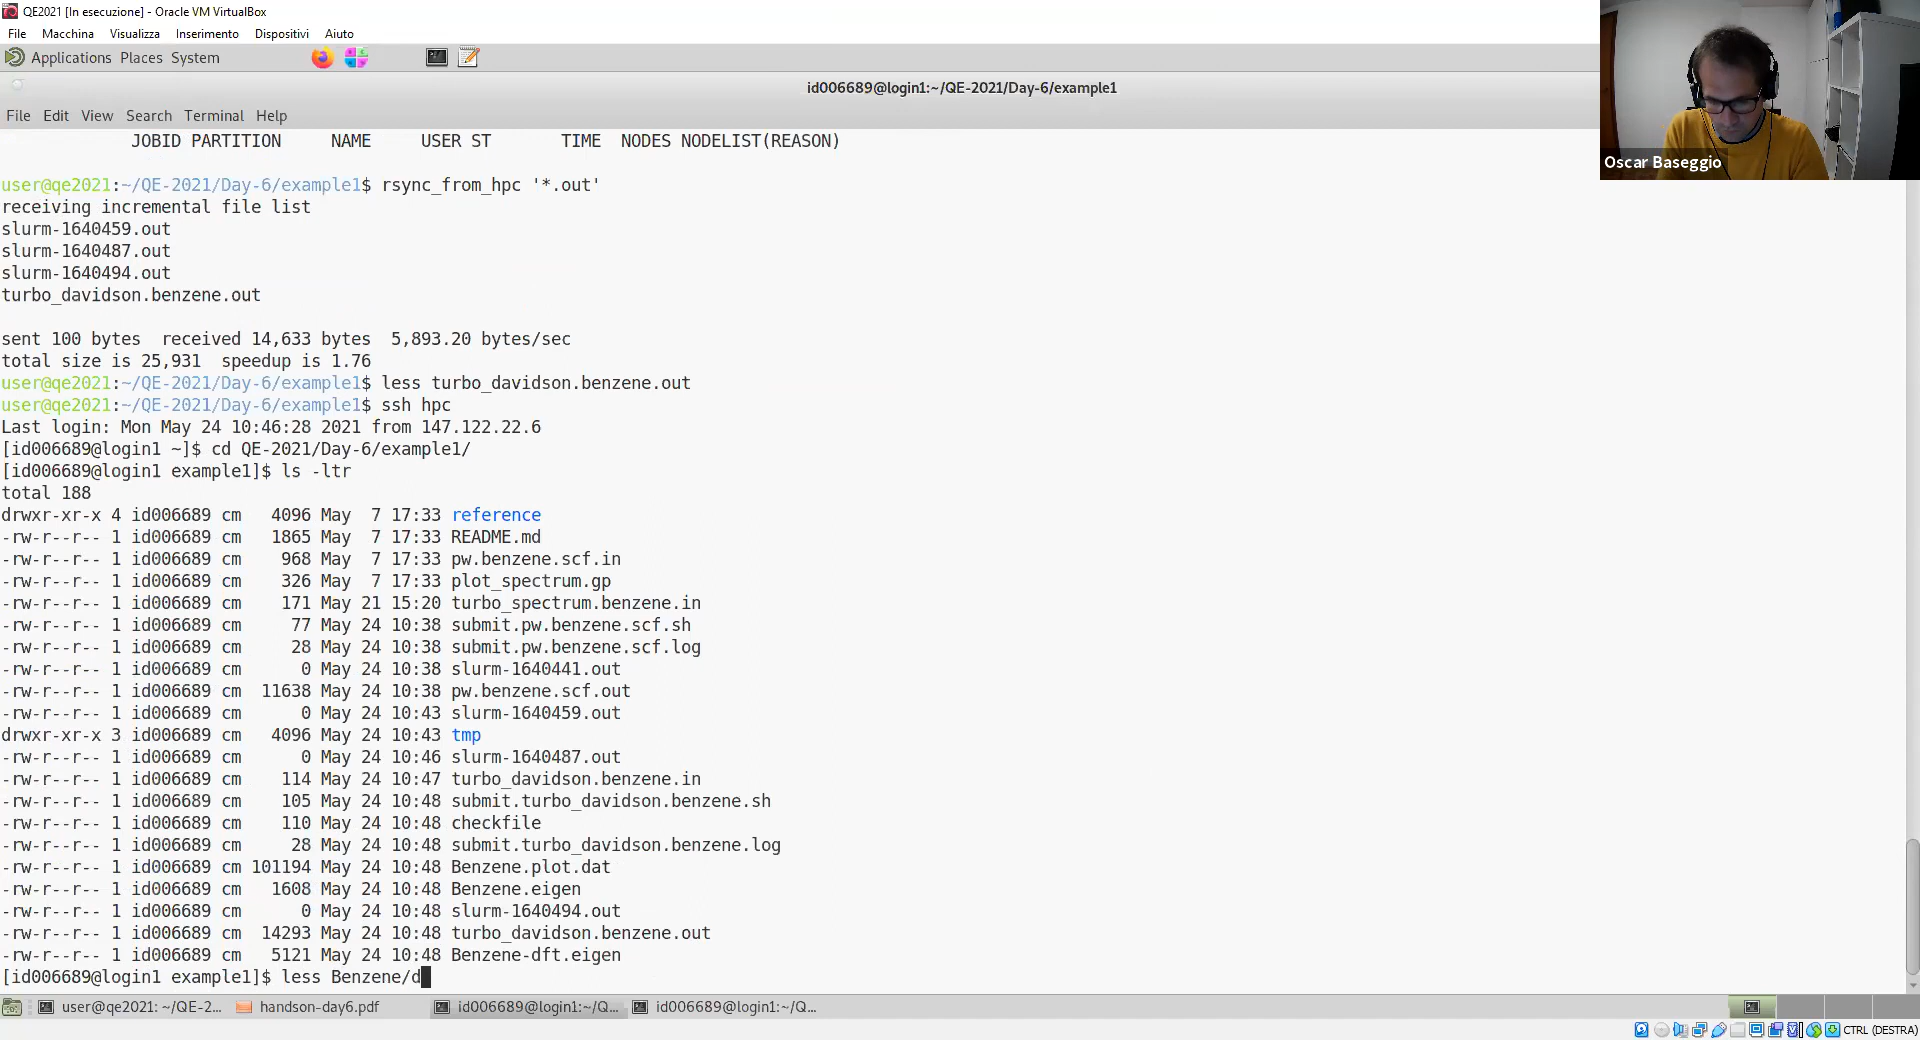 QE2021 [In esecuzione] - Oracle VM VirtualBox
File Macchina Visualizza Inserimento Dispositivi Aiuto
Applications Places System
id006689@login1:~/QE-2021/Day-6/example1
File Edit View Search Terminal Help
JOBID PARTITION NAME USER ST TIME NODES NODELIST(REASON)
Oscar Baseggio
user@qe2021:~/QE-2021/Day-6/example1$ rsync_from_hpc '*.out'
receiving incremental file list
slurm-1640459.out
slurm-1640487.out
slurm-1640494.out
turbo_davidson.benzene.out
sent 100 bytes  received 14,633 bytes  5,893.20 bytes/sec
total size is 25,931  speedup is 1.76
user@qe2021:~/QE-2021/Day-6/example1$ less turbo_davidson.benzene.out
user@qe2021:~/QE-2021/Day-6/example1$ ssh hpc
Last login: Mon May 24 10:46:28 2021 from 147.122.22.6
[id006689@login1 ~]$ cd QE-2021/Day-6/example1/
[id006689@login1 example1]$ ls -ltr
total 188
drwxr-xr-x 4 id006689 cm   4096 May  7 17:33 reference
-rw-r--r-- 1 id006689 cm   1865 May  7 17:33 README.md
-rw-r--r-- 1 id006689 cm    968 May  7 17:33 pw.benzene.scf.in
-rw-r--r-- 1 id006689 cm    326 May  7 17:33 plot_spectrum.gp
-rw-r--r-- 1 id006689 cm    171 May 21 15:20 turbo_spectrum.benzene.in
-rw-r--r-- 1 id006689 cm     77 May 24 10:38 submit.pw.benzene.scf.sh
-rw-r--r-- 1 id006689 cm     28 May 24 10:38 submit.pw.benzene.scf.log
-rw-r--r-- 1 id006689 cm      0 May 24 10:38 slurm-1640441.out
-rw-r--r-- 1 id006689 cm  11638 May 24 10:38 pw.benzene.scf.out
-rw-r--r-- 1 id006689 cm      0 May 24 10:43 slurm-1640459.out
drwxr-xr-x 3 id006689 cm   4096 May 24 10:43 tmp
-rw-r--r-- 1 id006689 cm      0 May 24 10:46 slurm-1640487.out
-rw-r--r-- 1 id006689 cm    114 May 24 10:47 turbo_davidson.benzene.in
-rw-r--r-- 1 id006689 cm    105 May 24 10:48 submit.turbo_davidson.benzene.sh
-rw-r--r-- 1 id006689 cm    110 May 24 10:48 checkfile
-rw-r--r-- 1 id006689 cm     28 May 24 10:48 submit.turbo_davidson.benzene.log
-rw-r--r-- 1 id006689 cm 101194 May 24 10:48 Benzene.plot.dat
-rw-r--r-- 1 id006689 cm   1608 May 24 10:48 Benzene.eigen
-rw-r--r-- 1 id006689 cm      0 May 24 10:48 slurm-1640494.out
-rw-r--r-- 1 id006689 cm  14293 May 24 10:48 turbo_davidson.benzene.out
-rw-r--r-- 1 id006689 cm   5121 May 24 10:48 Benzene-dft.eigen
[id006689@login1 example1]$ less Benzene/d
user@qe2021: ~/QE-2... handson-day6.pdf id006689@login1:~/Q... id006689@login1:~/Q...
CTRL (DESTRA)